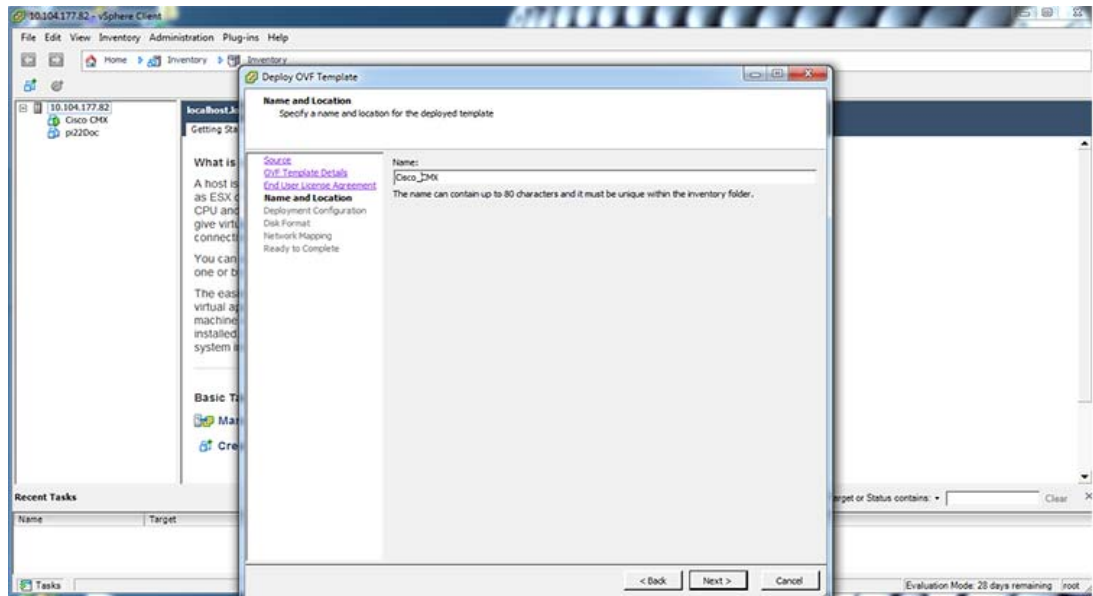 10.104.177.82 - vSphere Client
File Edit View Inventory Administration Plug-ins Help
Home Inventory Inventory
10.104.177.82
Cisco CMX
pi22Doc
localhost.lo
Getting Sta
What is
A host is
as ESX
CPU and
give virtu
connecti
You can
one or b
The eas
virtual ap
machine
installed
system i
Basic Ta
Mar
Cre
Deploy OVF Template
Name and Location
Specify a name and location for the deployed template
Source
OVF Template Details
End User License Agreement
Name and Location
Deployment Configuration
Disk Format
Network Mapping
Ready to Complete
Name:
Cisco_CMX
The name can contain up to 80 characters and it must be unique within the inventory folder.
< Back Next > Cancel
Recent Tasks
arget or Status contains: Clear
Name Target
Tasks
Evaluation Mode: 28 days remaining root